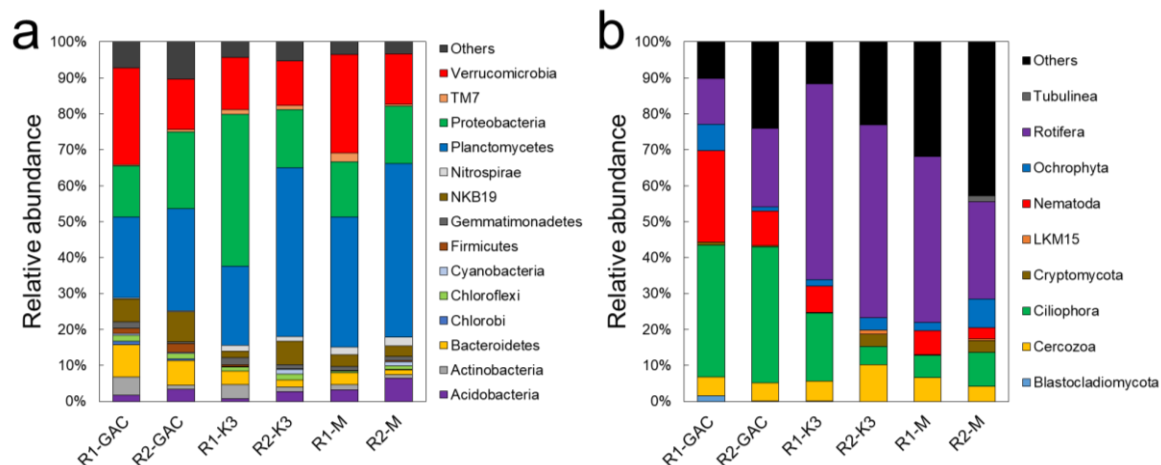 a
Relative abundance
100%
90%
80%
70%
60%
50%
40%
30%
20%
10%
0%
R1-GAC
R2-GAC
R1-K3
R2-K3
R1-M
R2-M
Others
Verrucomicrobia
TM7
Proteobacteria
Planctomycetes
Nitrospirae
NKB19
Gemmatimonadetes
Firmicutes
Cyanobacteria
Chloroflexi
Chlorobi
Bacteroidetes
Actinobacteria
Acidobacteria
b
Relative abundance
100%
90%
80%
70%
60%
50%
40%
30%
20%
10%
0%
R1-GAC
R2-GAC
R1-K3
R2-K3
R1-M
R2-M
Others
Tubulinea
Rotifera
Ochrophyta
Nematoda
LKM15
Cryptomycota
Ciliophora
Cercozoa
Blastocladiomycota